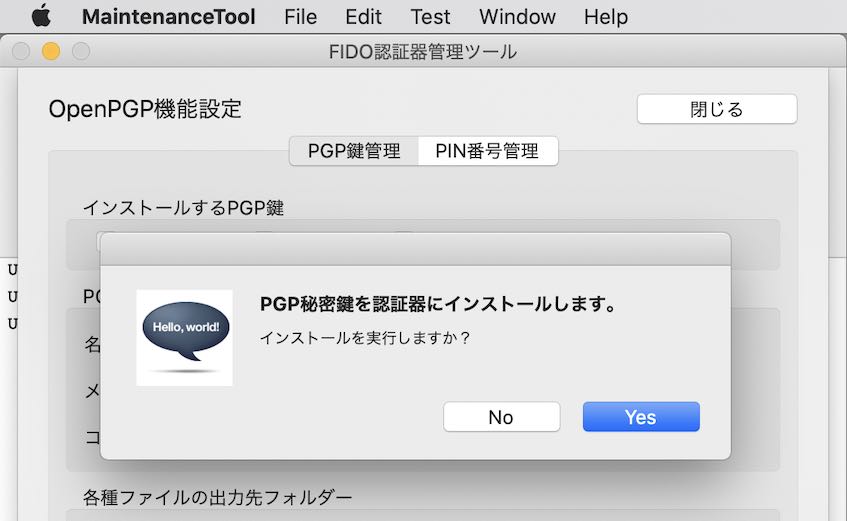 MaintenanceTool File Edit Test Window Help
FIDO認証器管理ツール
OpenPGP機能設定 閉じる
PGP鍵管理 PIN番号管理
インストールするPGP鍵
U
U
U
名
メ
コ
PGP秘密鍵を認証器にインストールします。
インストールを実行しますか？
Hello, world!
No Yes
各種ファイルの出力先フォルダー